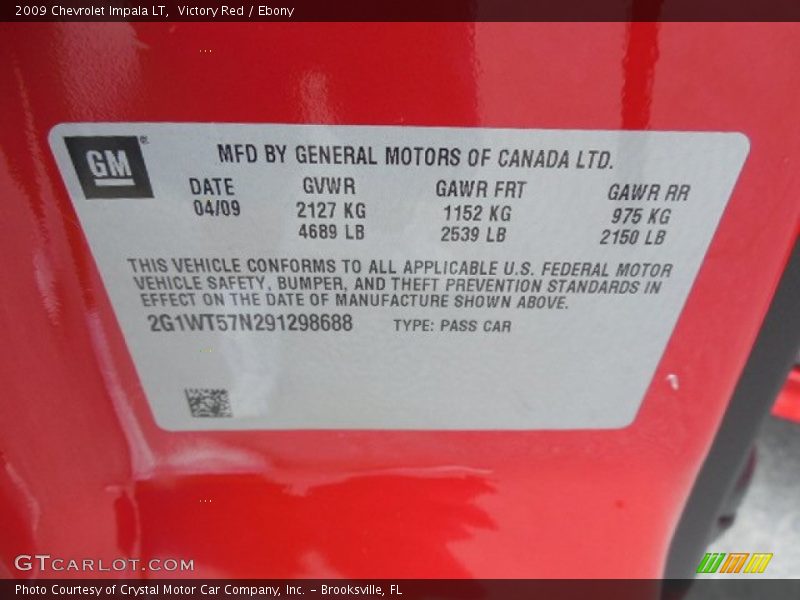 2009 Chevrolet Impala LT, Victory Red / Ebony
GM®
MFD BY GENERAL MOTORS OF CANADA LTD.
DATE GVWR GAWR FRT GAWR RR
04/09 2127 KG 1152 KG 975 KG
4689 LB 2539 LB 2150 LB
THIS VEHICLE CONFORMS TO ALL APPLICABLE U.S. FEDERAL MOTOR
VEHICLE SAFETY, BUMPER, AND THEFT PREVENTION STANDARDS IN
EFFECT ON THE DATE OF MANUFACTURE SHOWN ABOVE.
2G1WT57N291298688 TYPE: PASS CAR
GTCARLOT.COM
Photo Courtesy of Crystal Motor Car Company, Inc. – Brooksville, FL